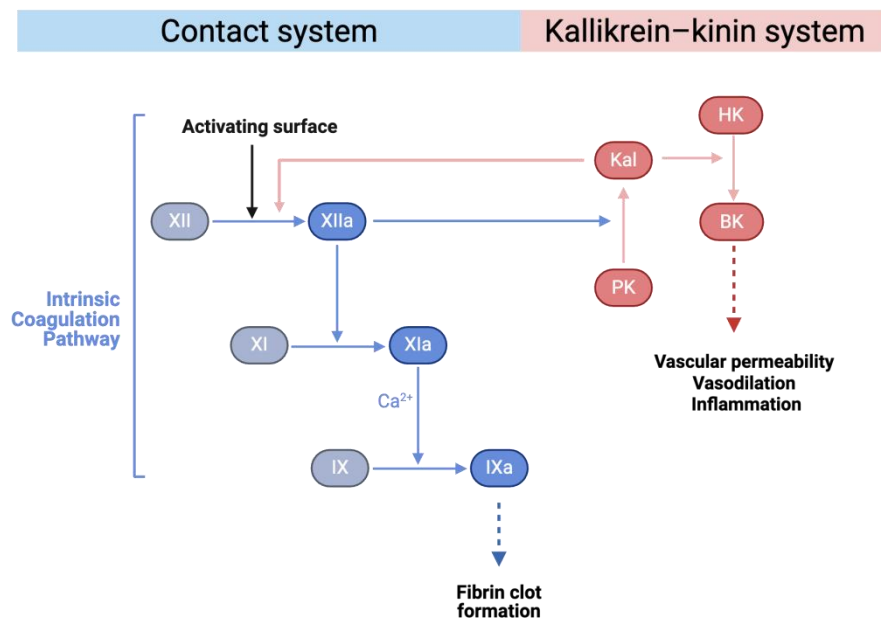 Contact system
Kallikrein–kinin system
Activating surface
HK
Kal
XII
XIIa
BK
PK
Intrinsic
Coagulation
Pathway
XI
XIa
Vascular permeability
Vasodilation
Inflammation
Ca²⁺
IX
IXa
Fibrin clot
formation